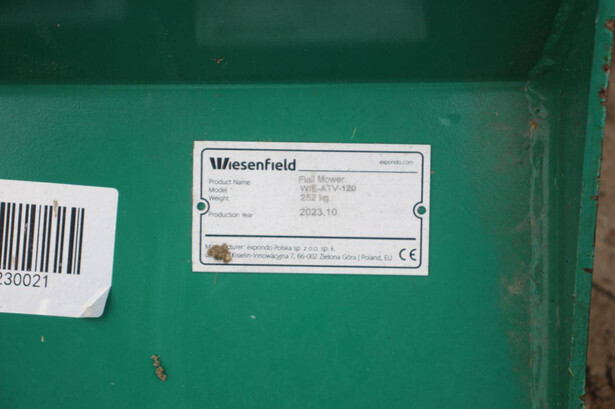 Wiesenfield
expondo.com
Product Name Flail Mower
Model WIE-ATV-120
Weight 252 kg
Production Year 2023.10
Manufacturer: expondo Polska sp. z o.o. sp. k.
Kisielin-Innowacyjna 7, 66-002 Zielona Góra | Poland, EU
CE
230021